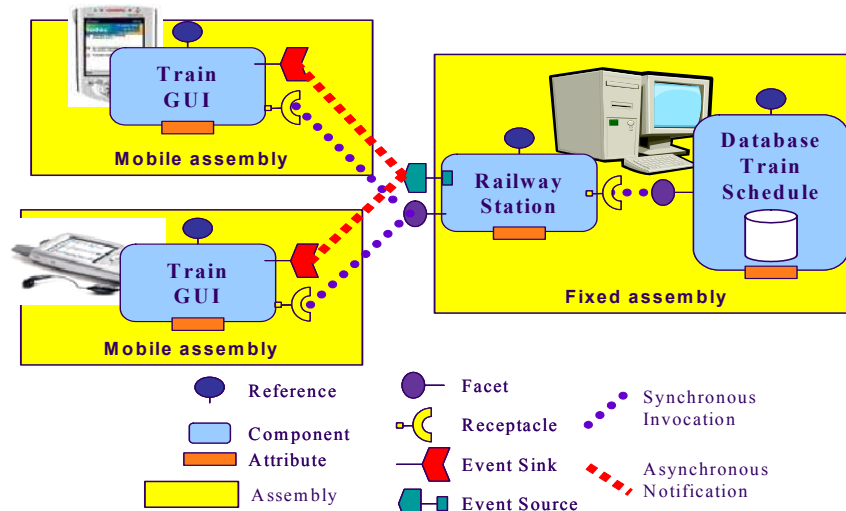 Train
GUI
Mobile assembly
Train
GUI
Mobile assembly
Railway
Station
Database
Train
Schedule
Fixed assembly
Reference
Component
Attribute
Assembly
Facet
Receptacle
Event Sink
Event Source
Synchronous
Invocation
Asynchronous
Notification